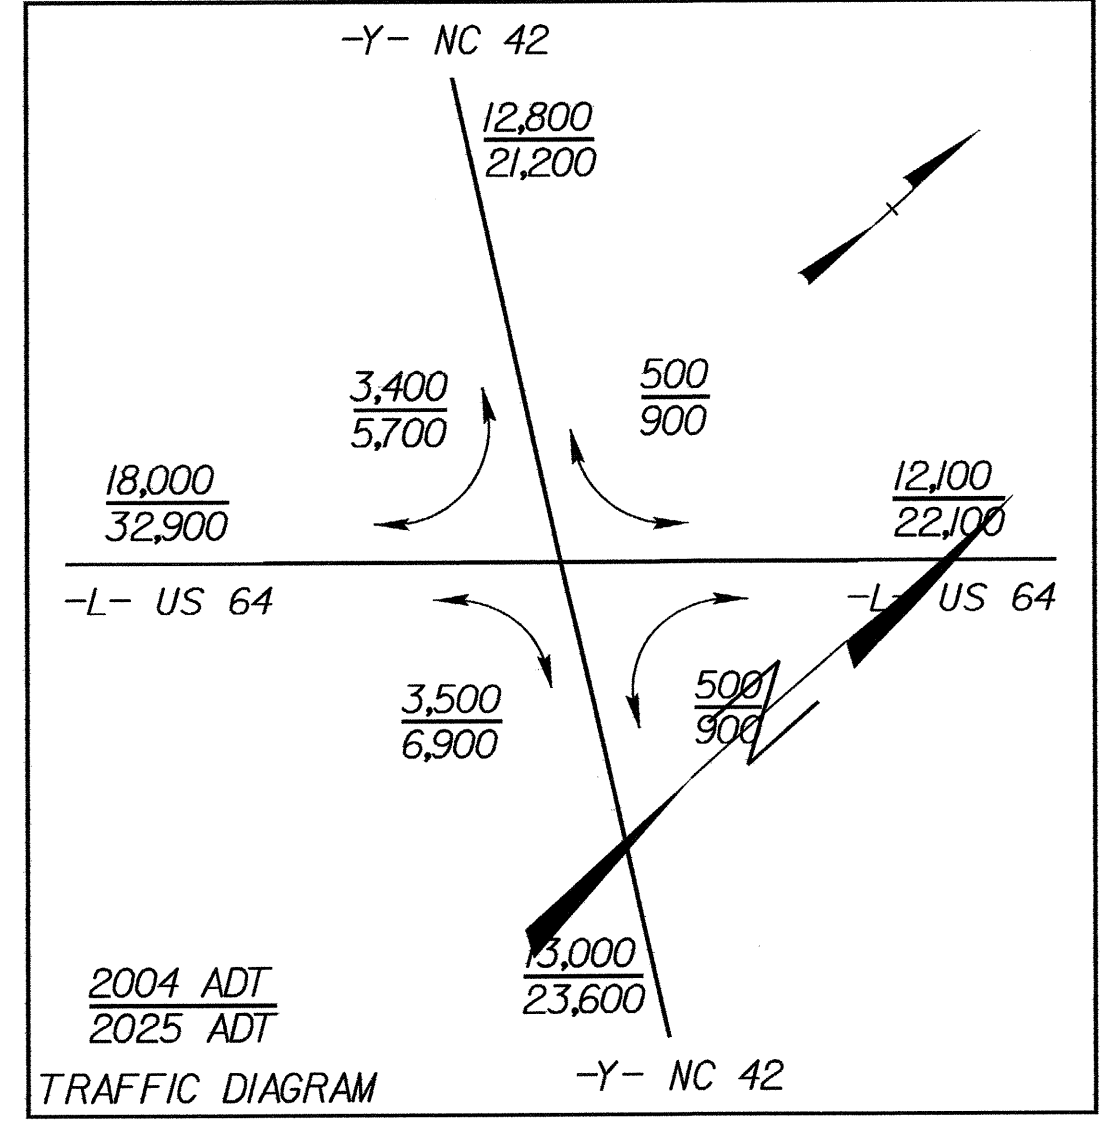 -Y- NC 42
12,800
21,200
3,400
5,700
500
900
18,000
32,900
12,100
22,100
-L- US 64
-L- US 64
3,500
6,900
500
900
13,000
23,600
2004 ADT
2025 ADT
TRAFFIC DIAGRAM
-Y- NC 42